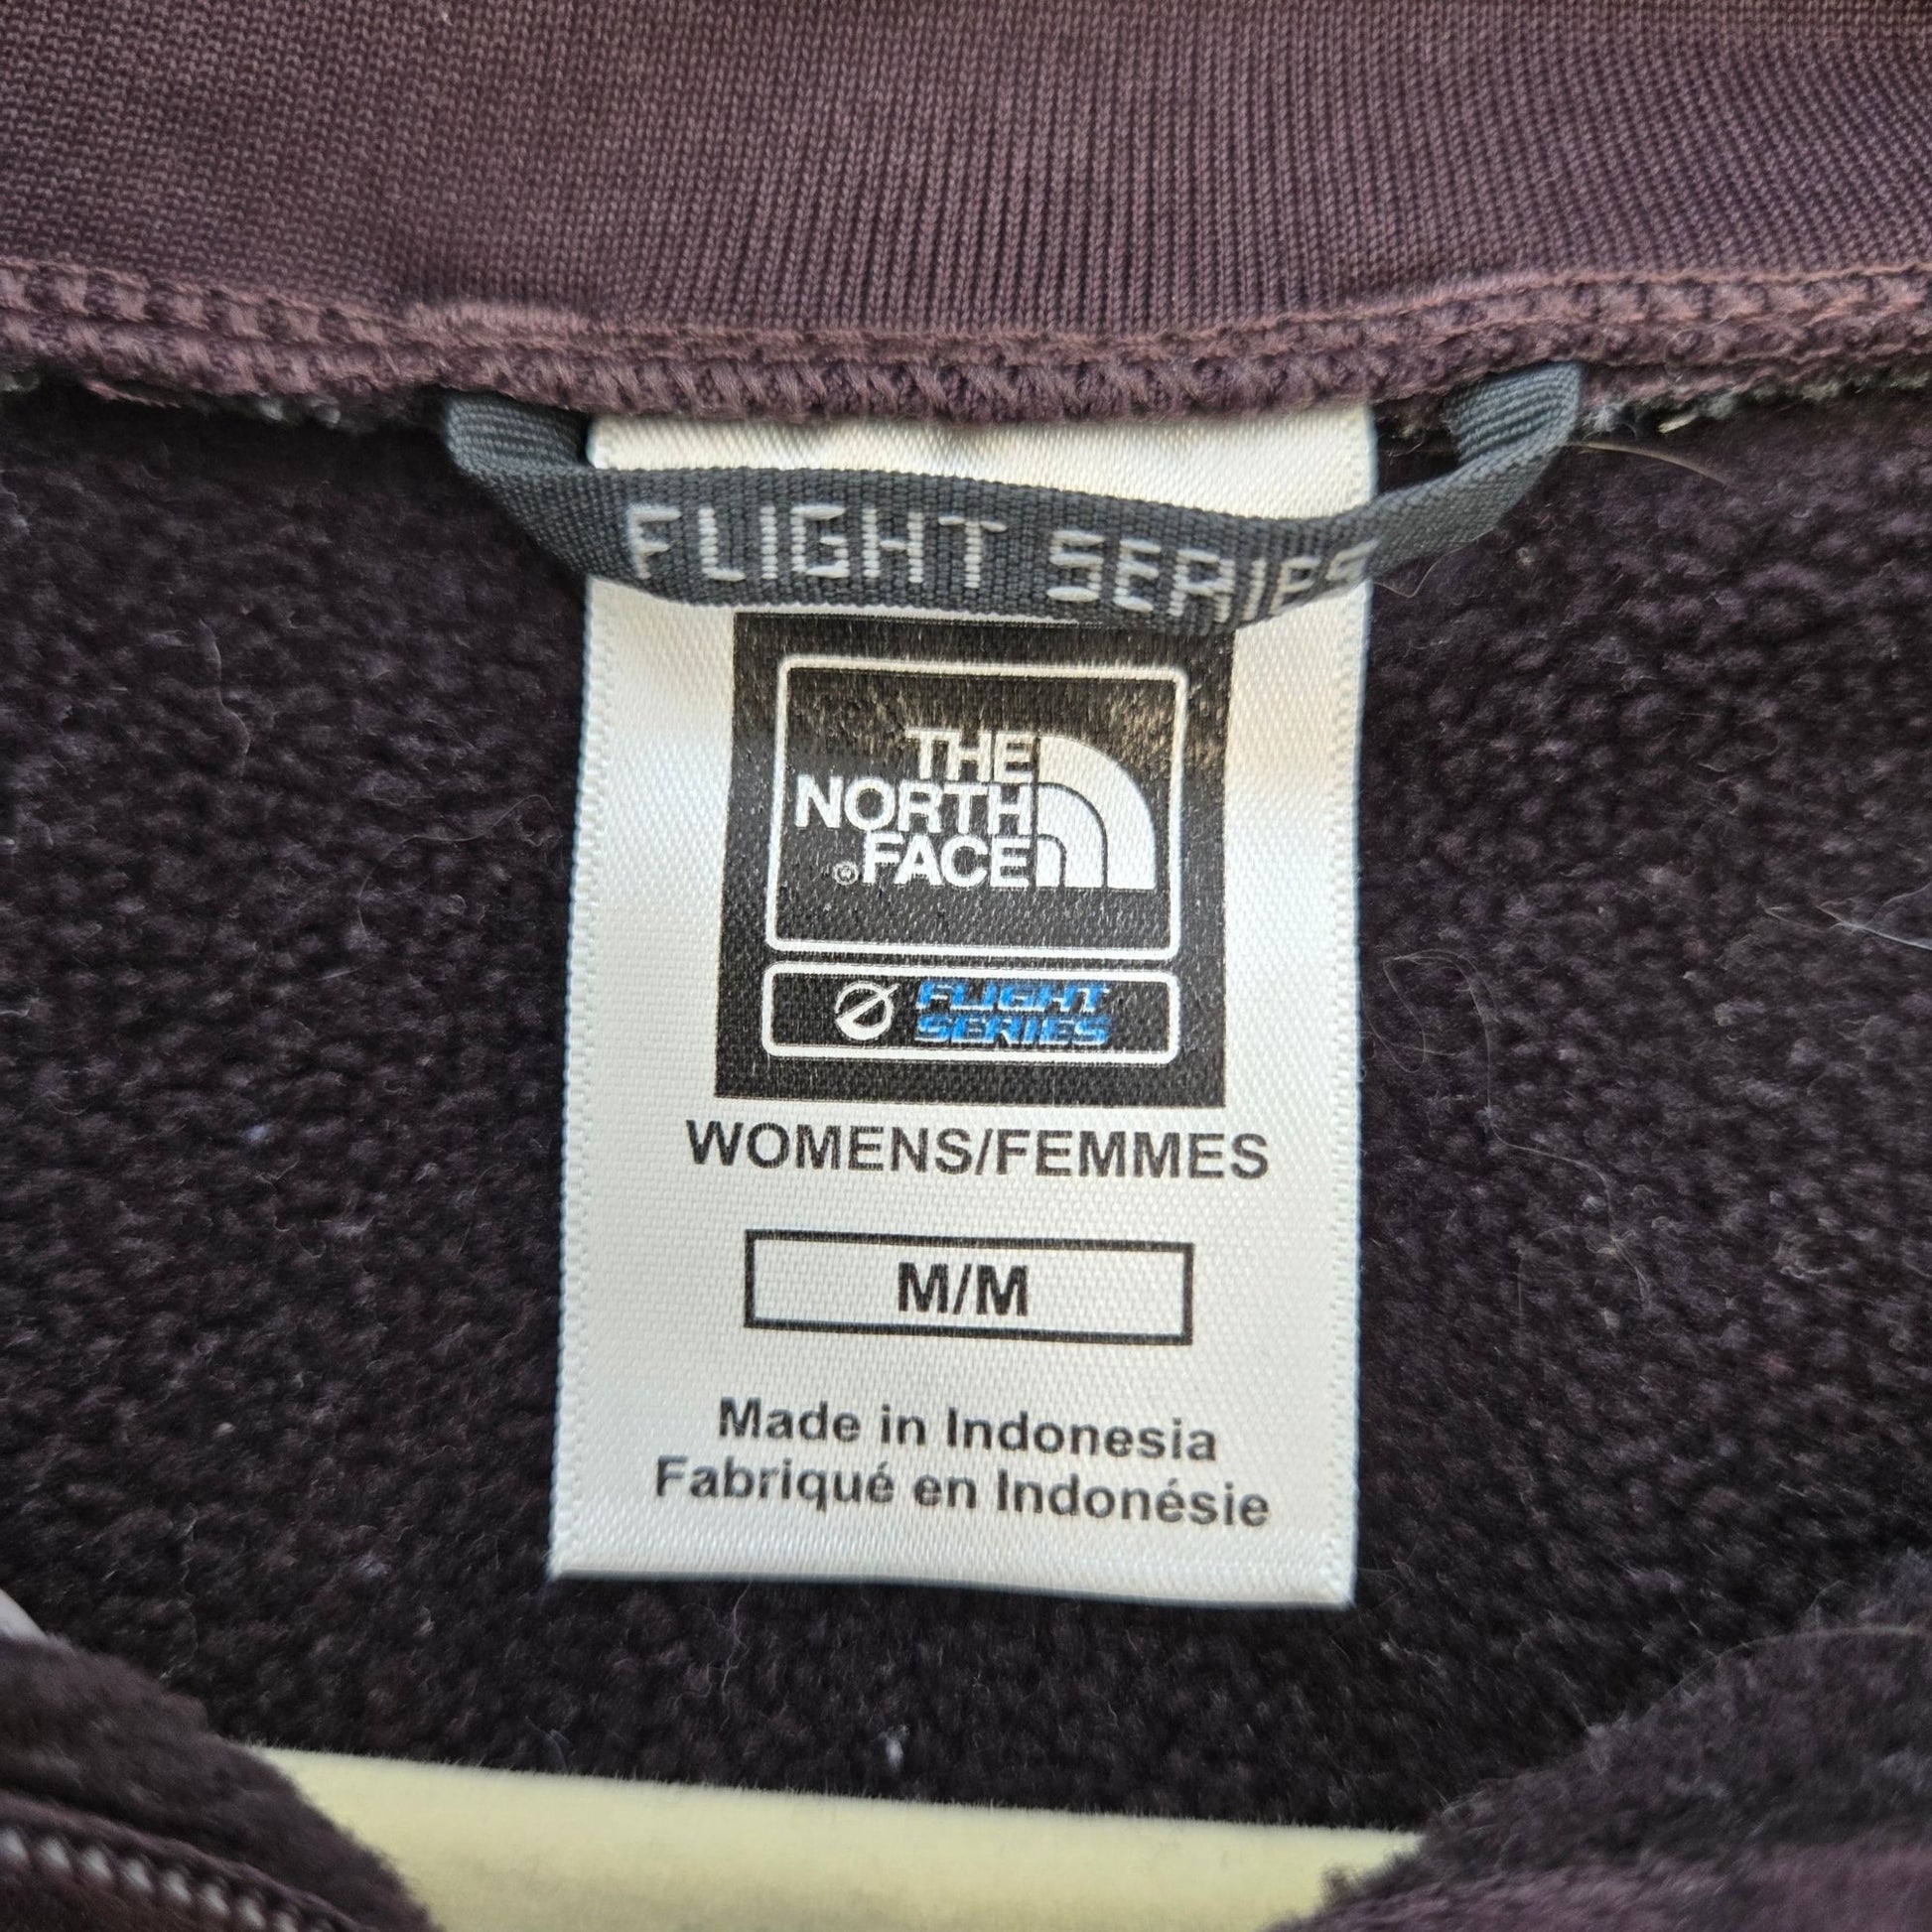 FLIGHT SERIES
THE
NORTH
® FACE
FLIGHT
SERIES
WOMENS/FEMMES
M/M
Made in Indonesia
Fabriqué en Indonésie